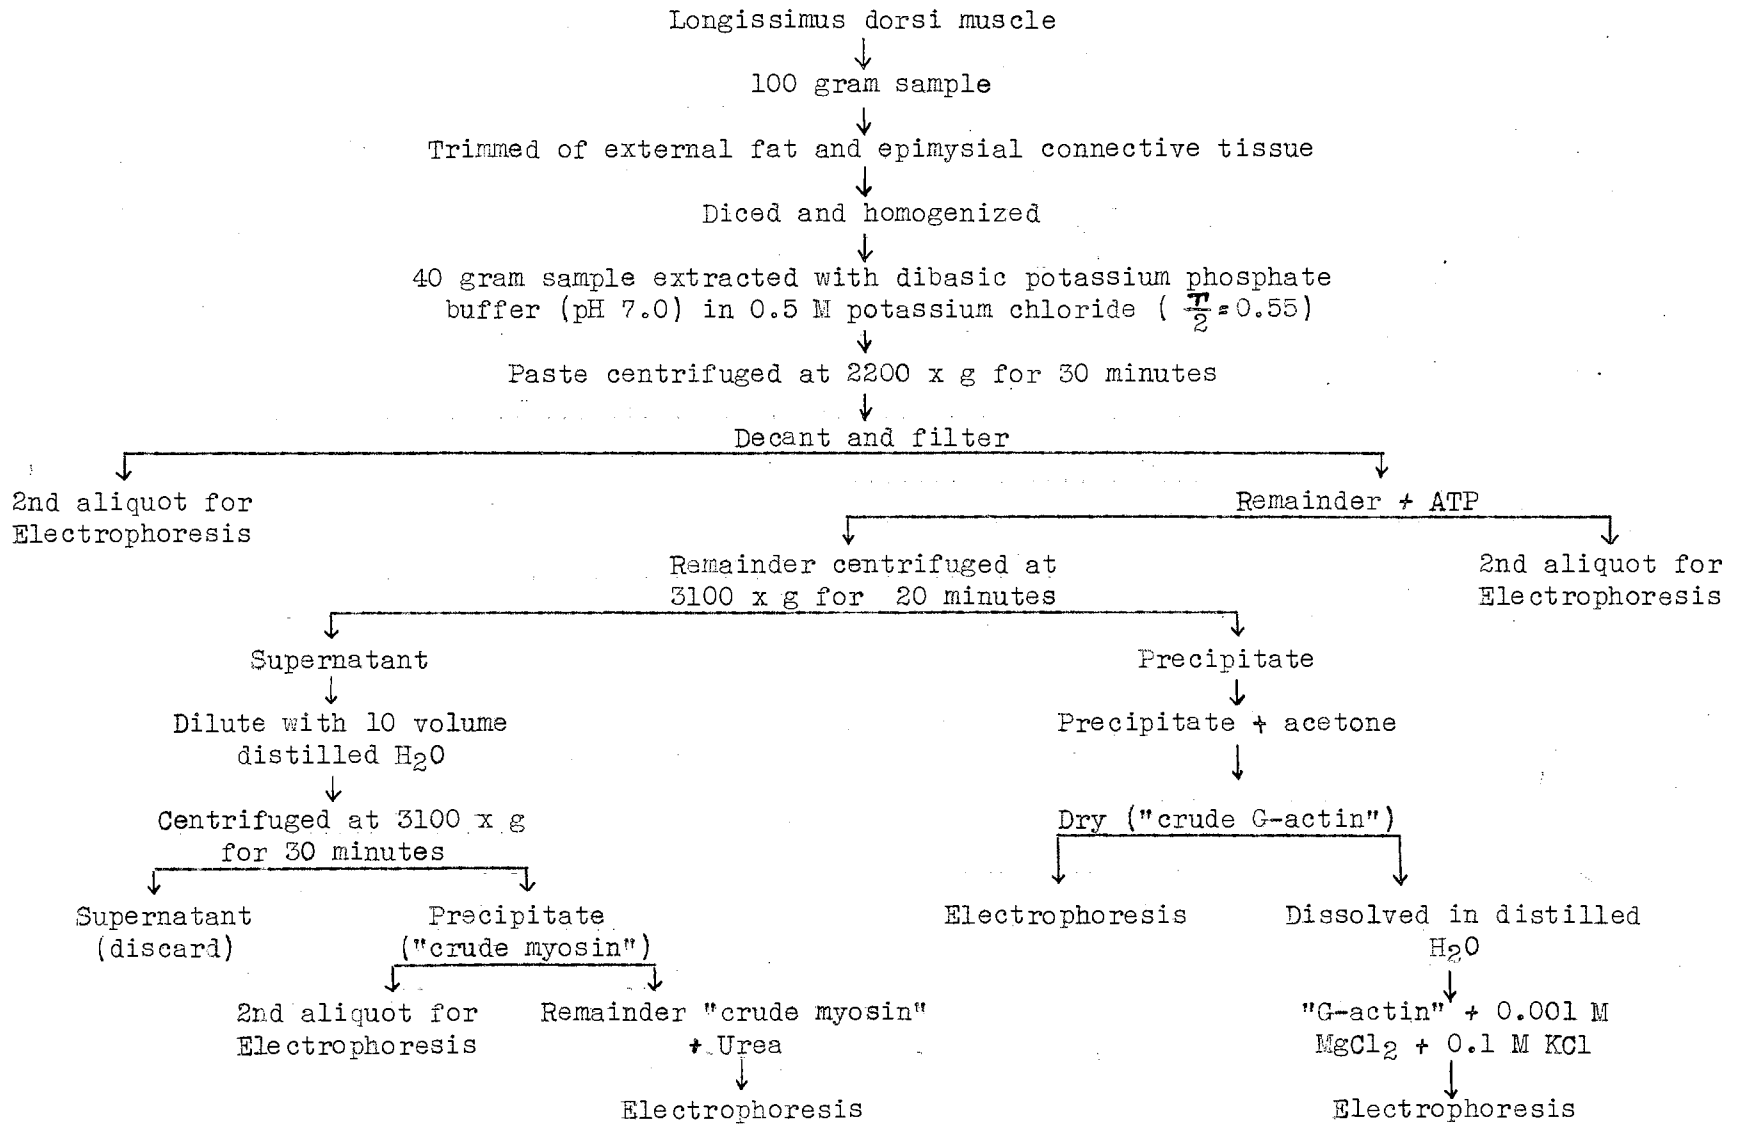 Longissimus dorsi muscle
100 gram sample
Trimmed of external fat and epimysial connective tissue
Diced and homogenized
40 gram sample extracted with dibasic potassium phosphate
buffer (pH 7.0) in 0.5 M potassium chloride ( π/2 = 0.55)
Paste centrifuged at 2200 x g for 30 minutes
Decant and filter
2nd aliquot for
Electrophoresis
Remainder + ATP
Remainder centrifuged at
3100 x g for 20 minutes
2nd aliquot for
Electrophoresis
Supernatant
Dilute with 10 volume
distilled H2O
Centrifuged at 3100 x g
for 30 minutes
Supernatant
(discard)
Precipitate
("crude myosin")
2nd aliquot for
Electrophoresis
Remainder "crude myosin"
+ Urea
Electrophoresis
Precipitate
Precipitate + acetone
Dry ("crude G-actin")
Electrophoresis
Dissolved in distilled
H2O
"G-actin" + 0.001 M
MgCl2 + 0.1 M KCl
Electrophoresis